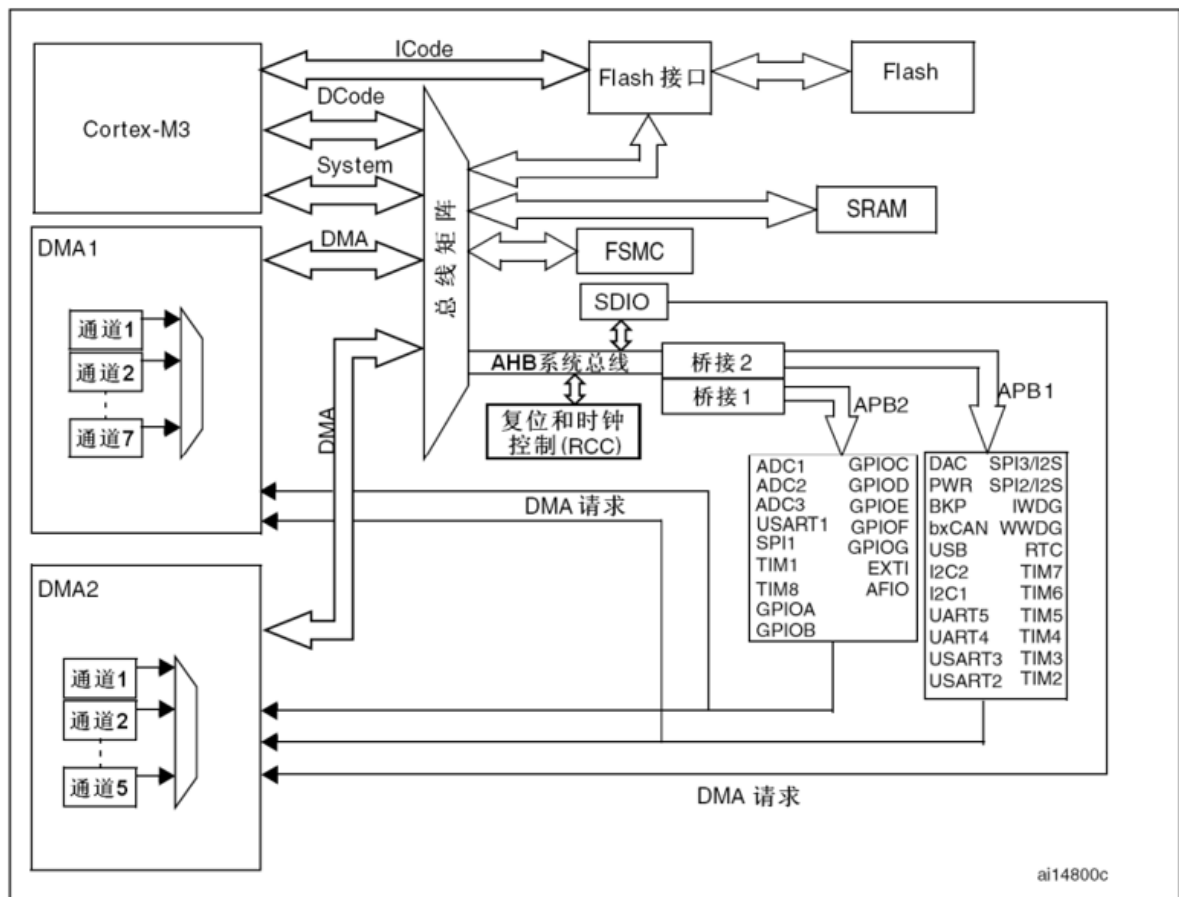 ICode
Cortex-M3
DCode
System
Flash 接口
Flash
SRAM
FSMC
总线矩阵
DMA1
DMA
通道1
通道2
通道7
SDIO
AHB系统总线
桥接2
桥接1
复位和时钟
控制(RCC)
APB2
APB1
DMA
DMA 请求
ADC1 GPIOC
ADC2 GPIOD
ADC3 GPIOE
USART1 GPIOF
SPI1 GPIOG
TIM1 EXTI
TIM8 AFIO
GPIOA
GPIOB
DAC SPI3/I2S
PWR SPI2/I2S
BKP IWDG
bxCAN WWDG
USB RTC
I2C2 TIM7
I2C1 TIM6
UART5 TIM5
UART4 TIM4
USART3 TIM3
USART2 TIM2
DMA2
通道1
通道2
通道5
DMA 请求
ai14800c